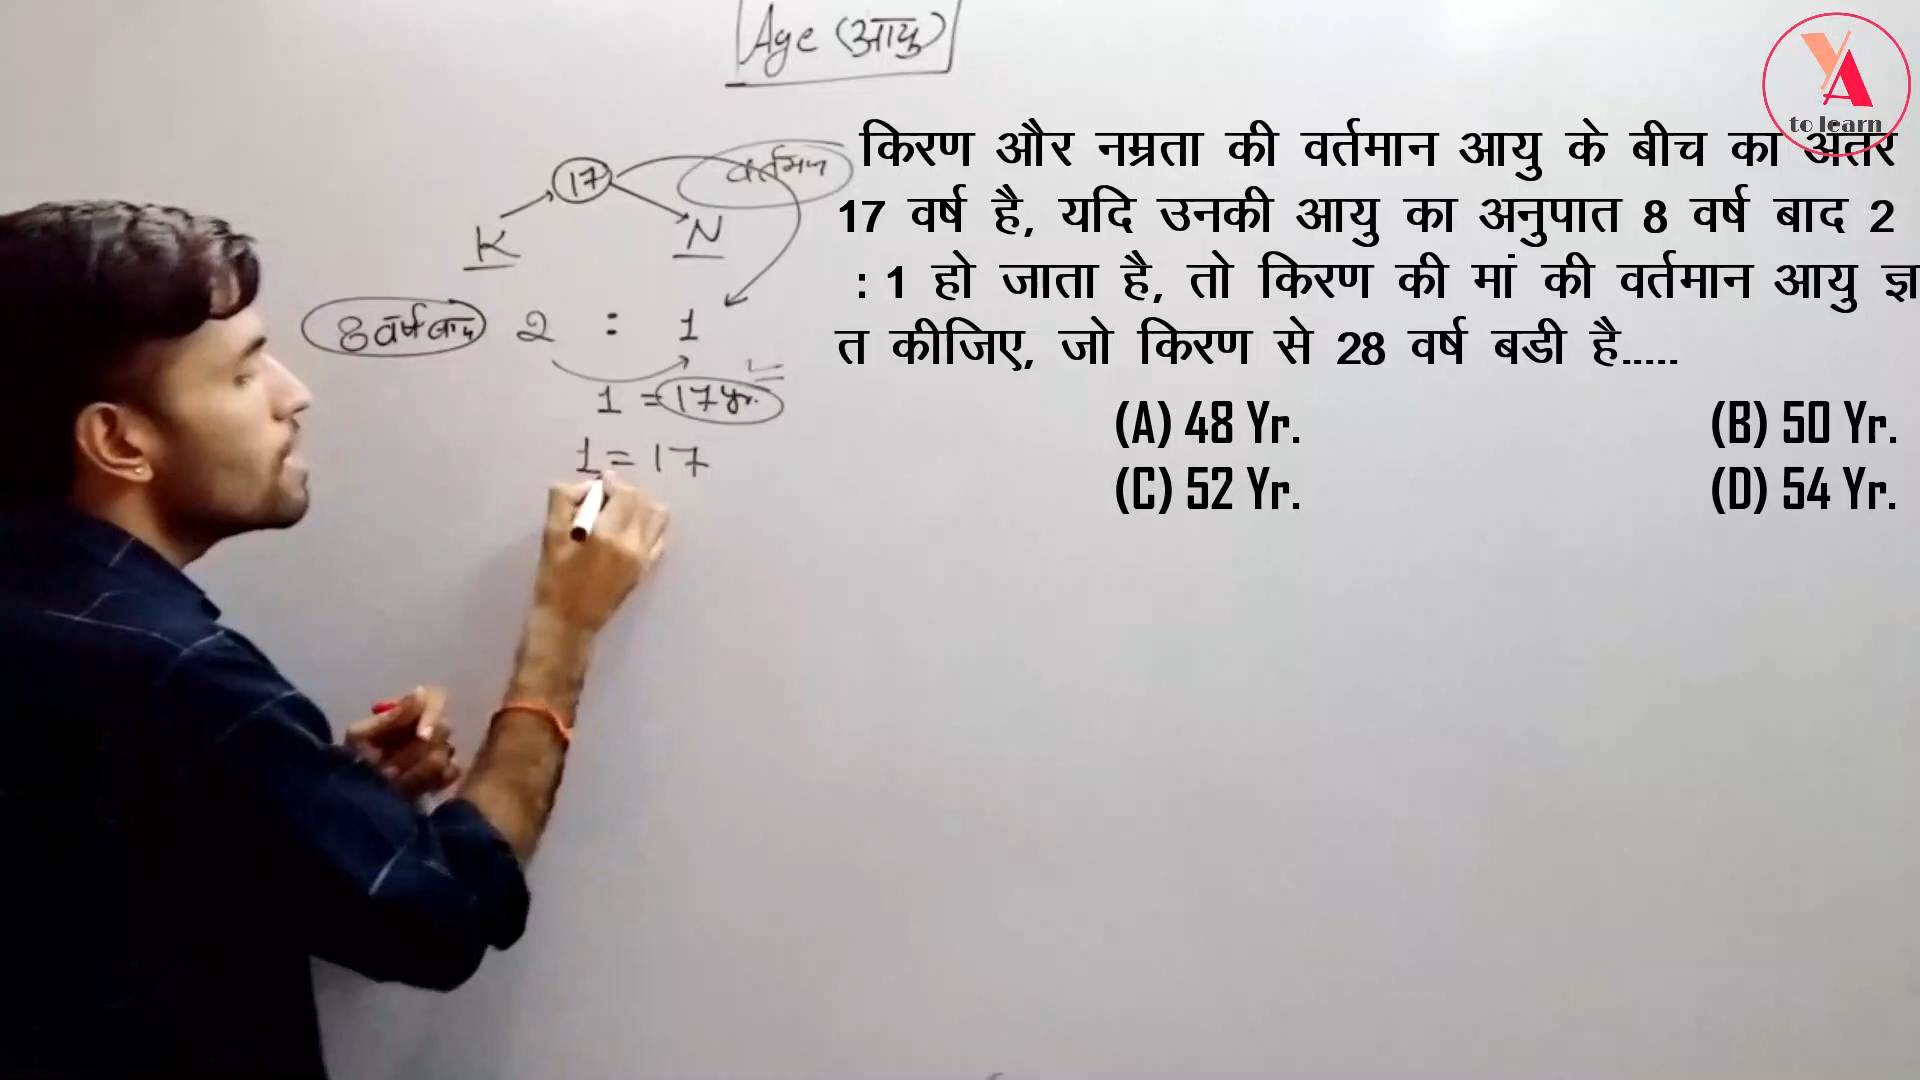 Age (आयु)
YA
to learn
किरण और नम्रता की वर्तमान आयु के बीच का अंतर
17 वर्ष है, यदि उनकी आयु का अनुपात 8 वर्ष बाद 2
: 1 हो जाता है, तो किरण की मां की वर्तमान आयु ज्ञ
त कीजिए, जो किरण से 28 वर्ष बडी है.....
(A) 48 Yr. (B) 50 Yr.
(C) 52 Yr. (D) 54 Yr.
17 वर्तमान
K N
8 वर्ष बाद 2 : 1
1 = 17 yr.
1 = 17